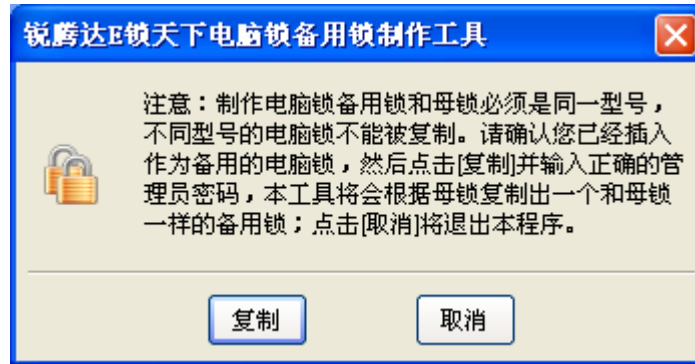 锐腾达E锁天下电脑锁备用锁制作工具
注意：制作电脑锁备用锁和母锁必须是同一型号，
不同型号的电脑锁不能被复制。请确认您已经插入
作为备用的电脑锁，然后点击[复制]并输入正确的管
理员密码，本工具将会根据母锁复制出一个和母锁
一样的备用锁；点击[取消]将退出本程序。
复制
取消